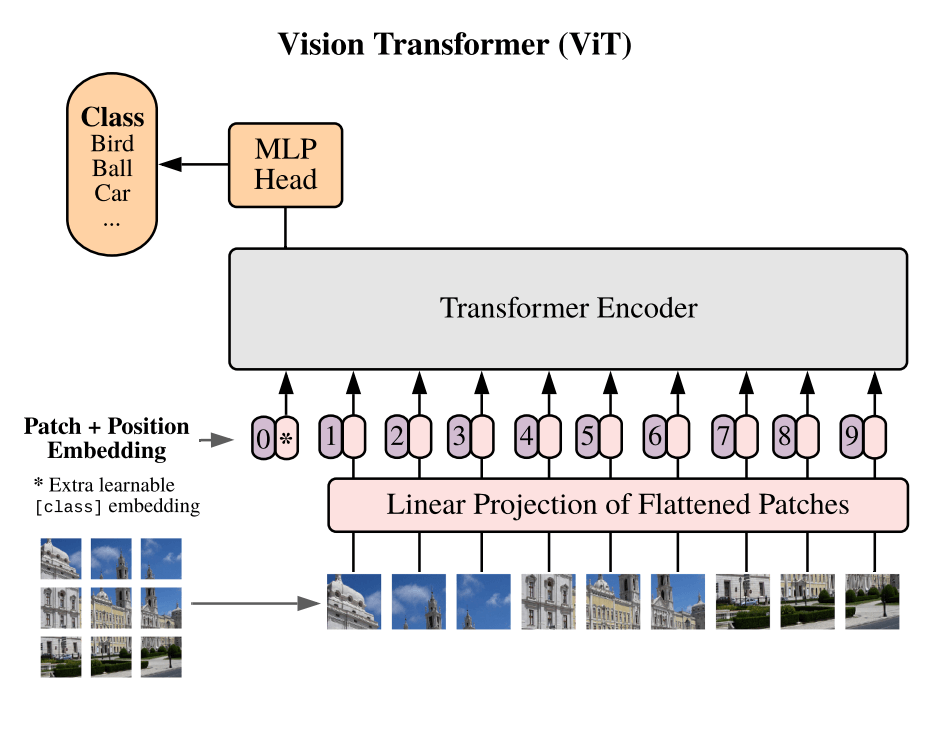 Vision Transformer (ViT)
Class
Bird
Ball
Car
...
MLP
Head
Transformer Encoder
Patch + Position
Embedding
0 * 1 2 3 4 5 6 7 8 9
* Extra learnable
[class] embedding
Linear Projection of Flattened Patches